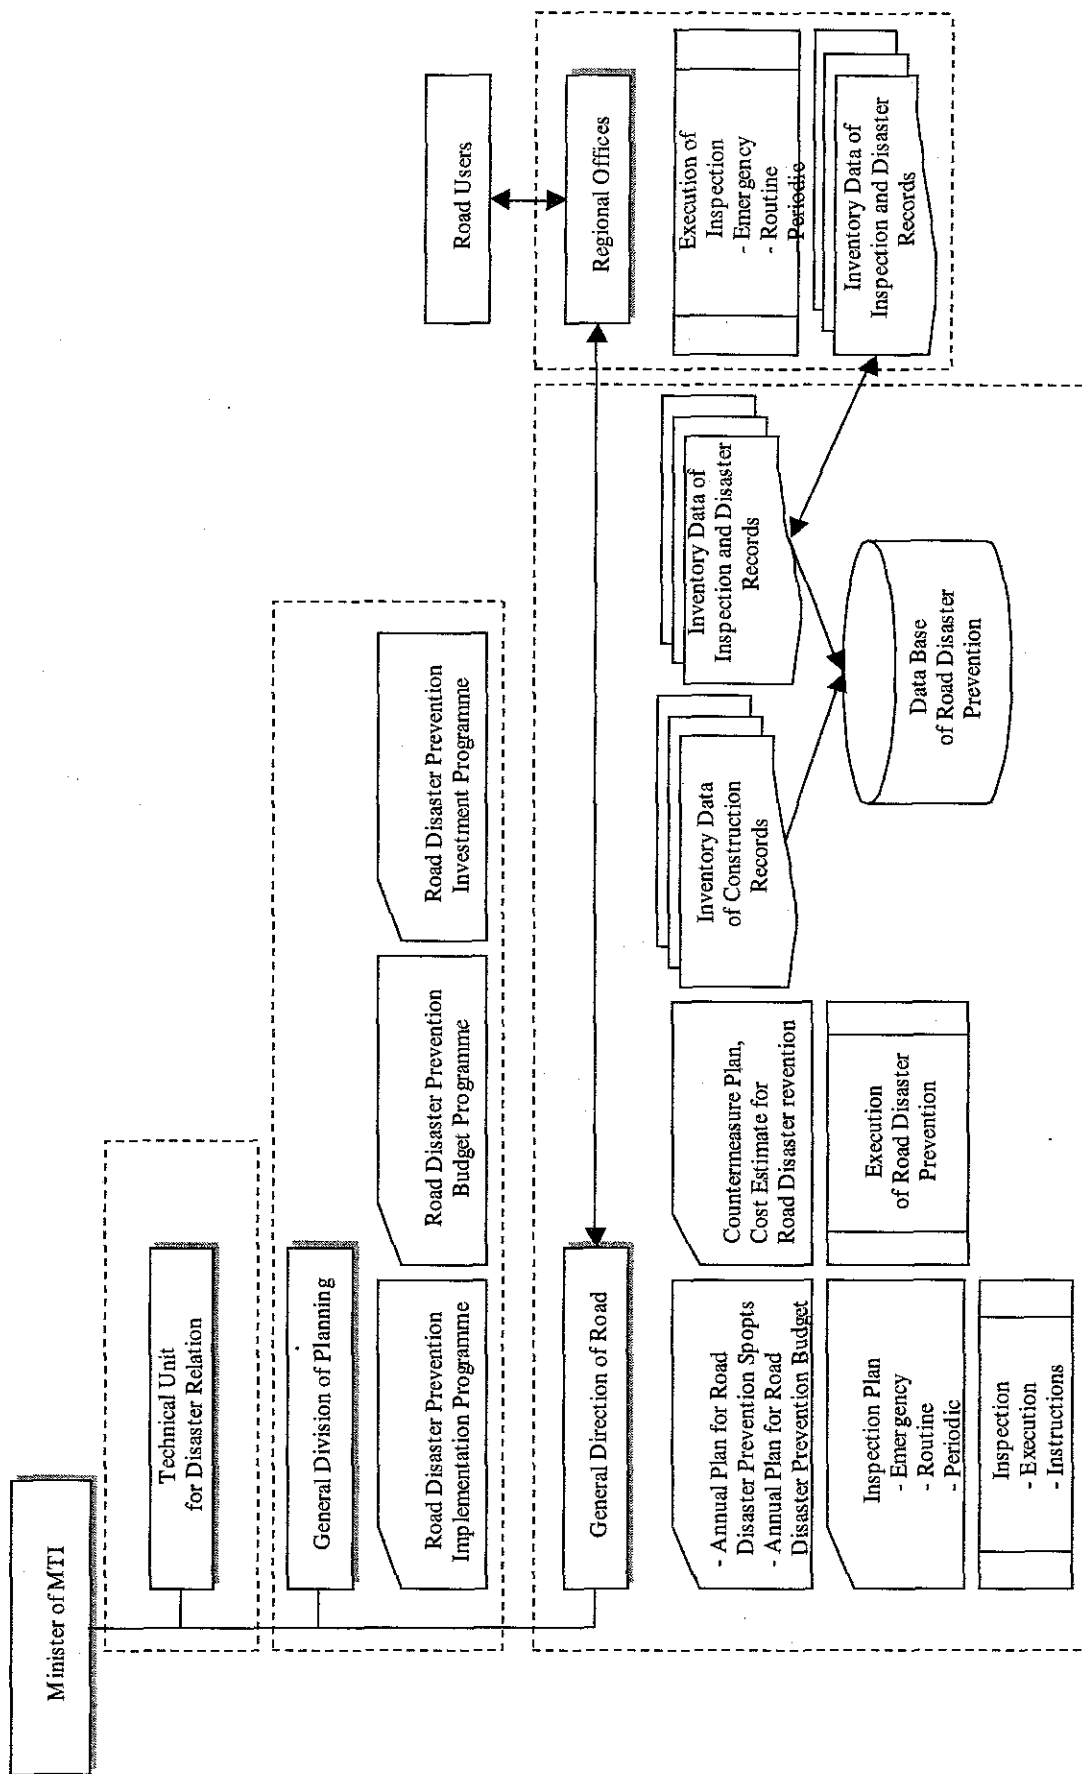 Minister of MTI
Technical Unit
for Disaster Relation
General Division of Planning
Road Disaster Prevention
Implementation Programme
Road Disaster Prevention
Budget Programme
Road Disaster Prevention
Investment Programme
Road Users
General Direction of Road
Regional Offices
- Annual Plan for Road
Disaster Prevention Spopts
- Annual Plan for Road
Disaster Prevention Budget
Countermeasure Plan,
Cost Estimate for
Road Disaster revention
Inventory Data
of Construction
Records
Inventory Data of
Inspection and Disaster
Records
Execution of
Inspection
- Emergency
- Routine
Periodic
Inspection Plan
- Emergency
- Routine
- Periodic
Execution
of Road Disaster
Prevention
Data Base
of Road Disaster
Prevention
Inventory Data of
Inspection and Disaster
Records
Inspection
- Execution
- Instructions